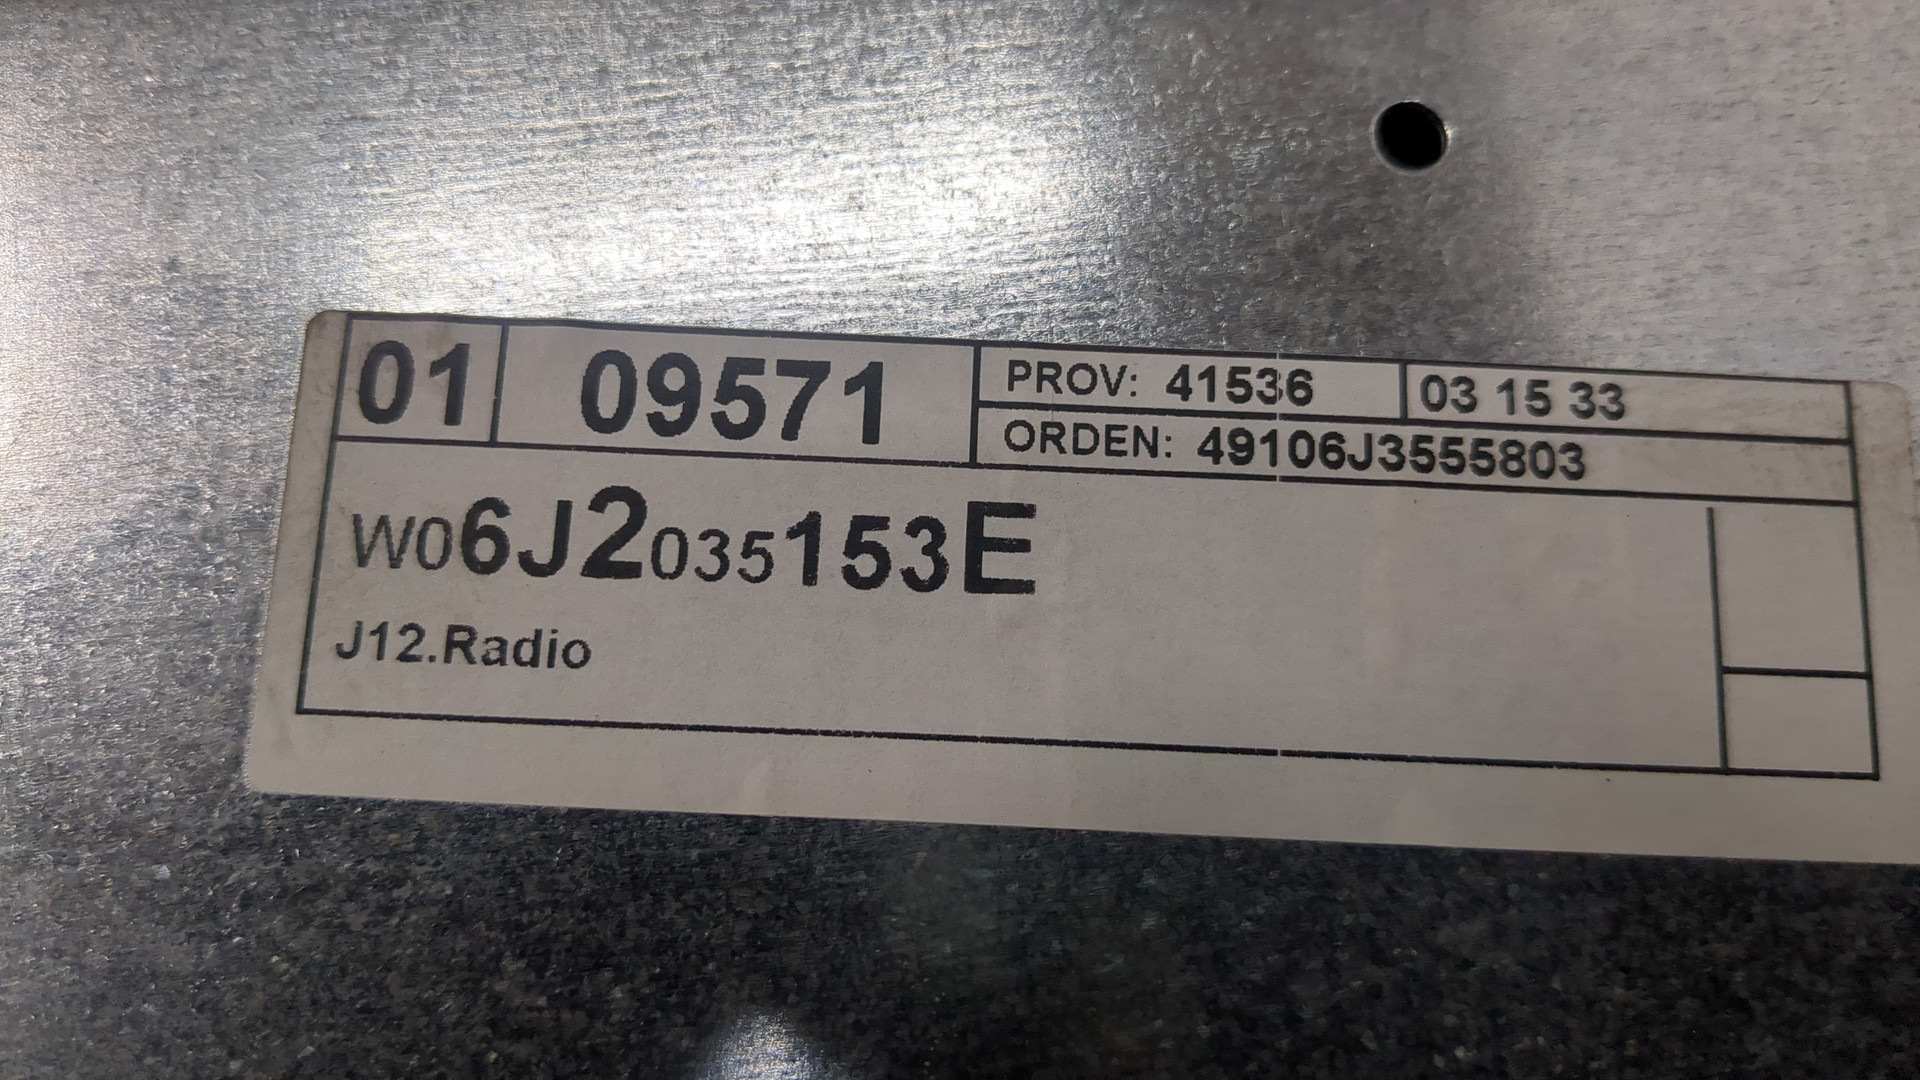 01 09571 PROV: 41536 03 15 33
ORDEN: 49106J3555803
W06J2035153E
J12.Radio